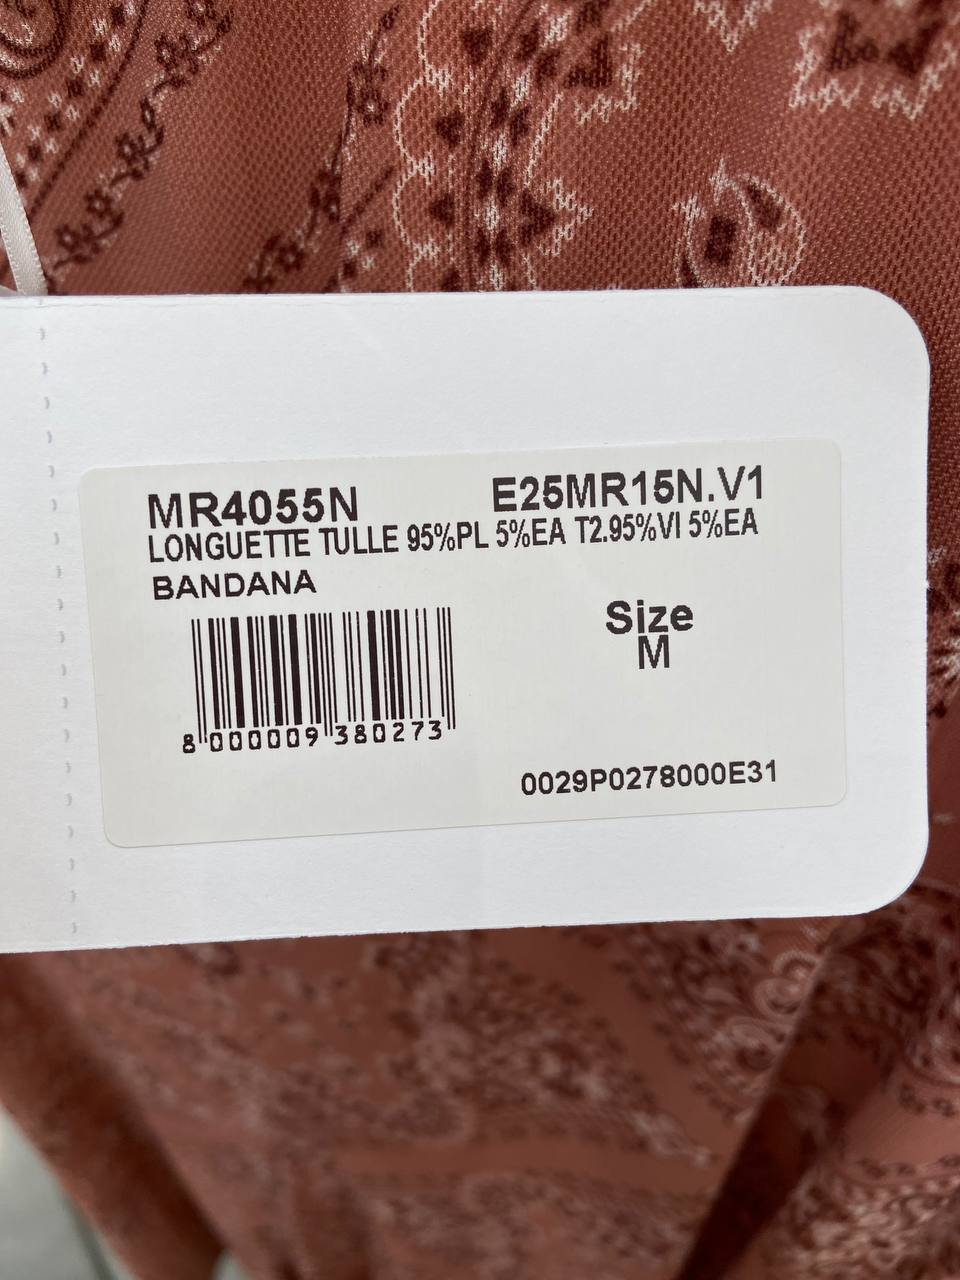 MR4055N E25MR15N.V1
LONGUETTE TULLE 95%PL 5%EA T2.95%VI 5%EA
BANDANA
Size
M
8 000009 380273
0029P0278000E31